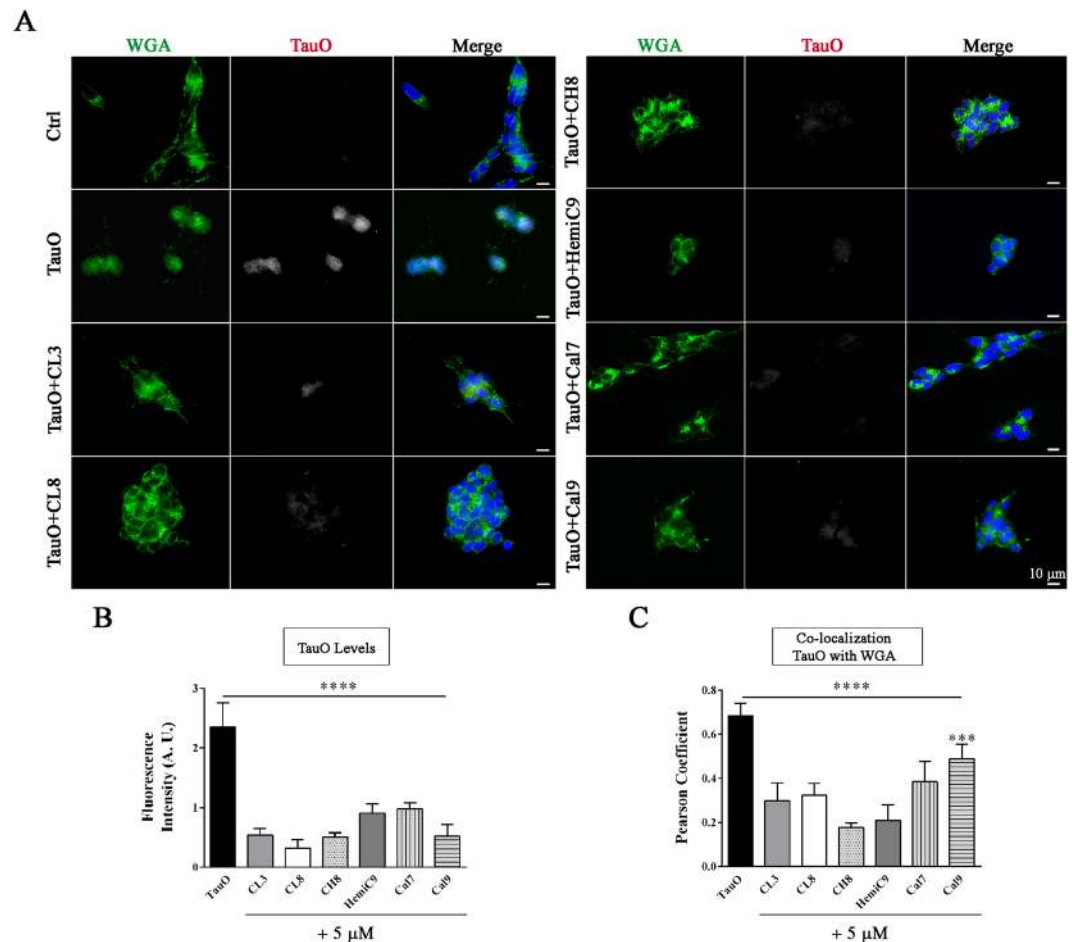 A
WGA TauO Merge
WGA TauO Merge
Ctrl
TauO
TauO+CL3
TauO+CL8
TauO+CH8
TauO+HemiC9
TauO+Cal7
TauO+Cal9
10 μm
B
TauO Levels
****
Fluorescence
Intensity (A. U.)
3
2
1
0
TauO CL3 CL8 CH8 HemiC9 Cal7 Cal9
+ 5 μM
C
Co-localization
TauO with WGA
****
***
Pearson Coefficient
0.8
0.6
0.4
0.2
0.0
TauO CL3 CL8 CH8 HemiC9 Cal7 Cal9
+ 5 μM